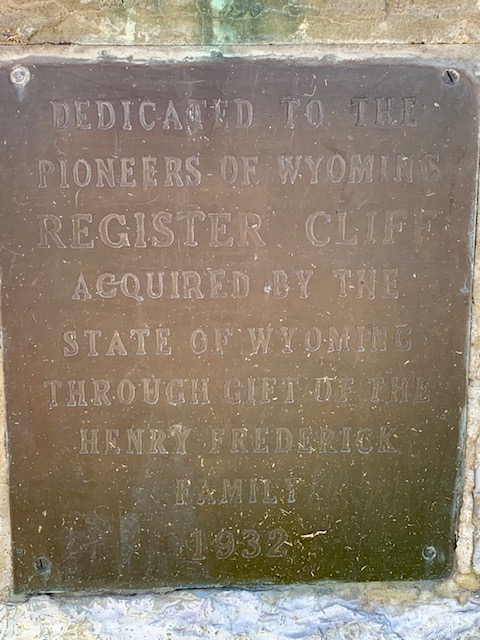 DEDICATED TO THE
PIONEERS OF WYOMING
REGISTER CLIFF
ACQUIRED BY THE
STATE OF WYOMING
THROUGH GIFT OF THE
HENRY FREDERICK
FAMILY
1932